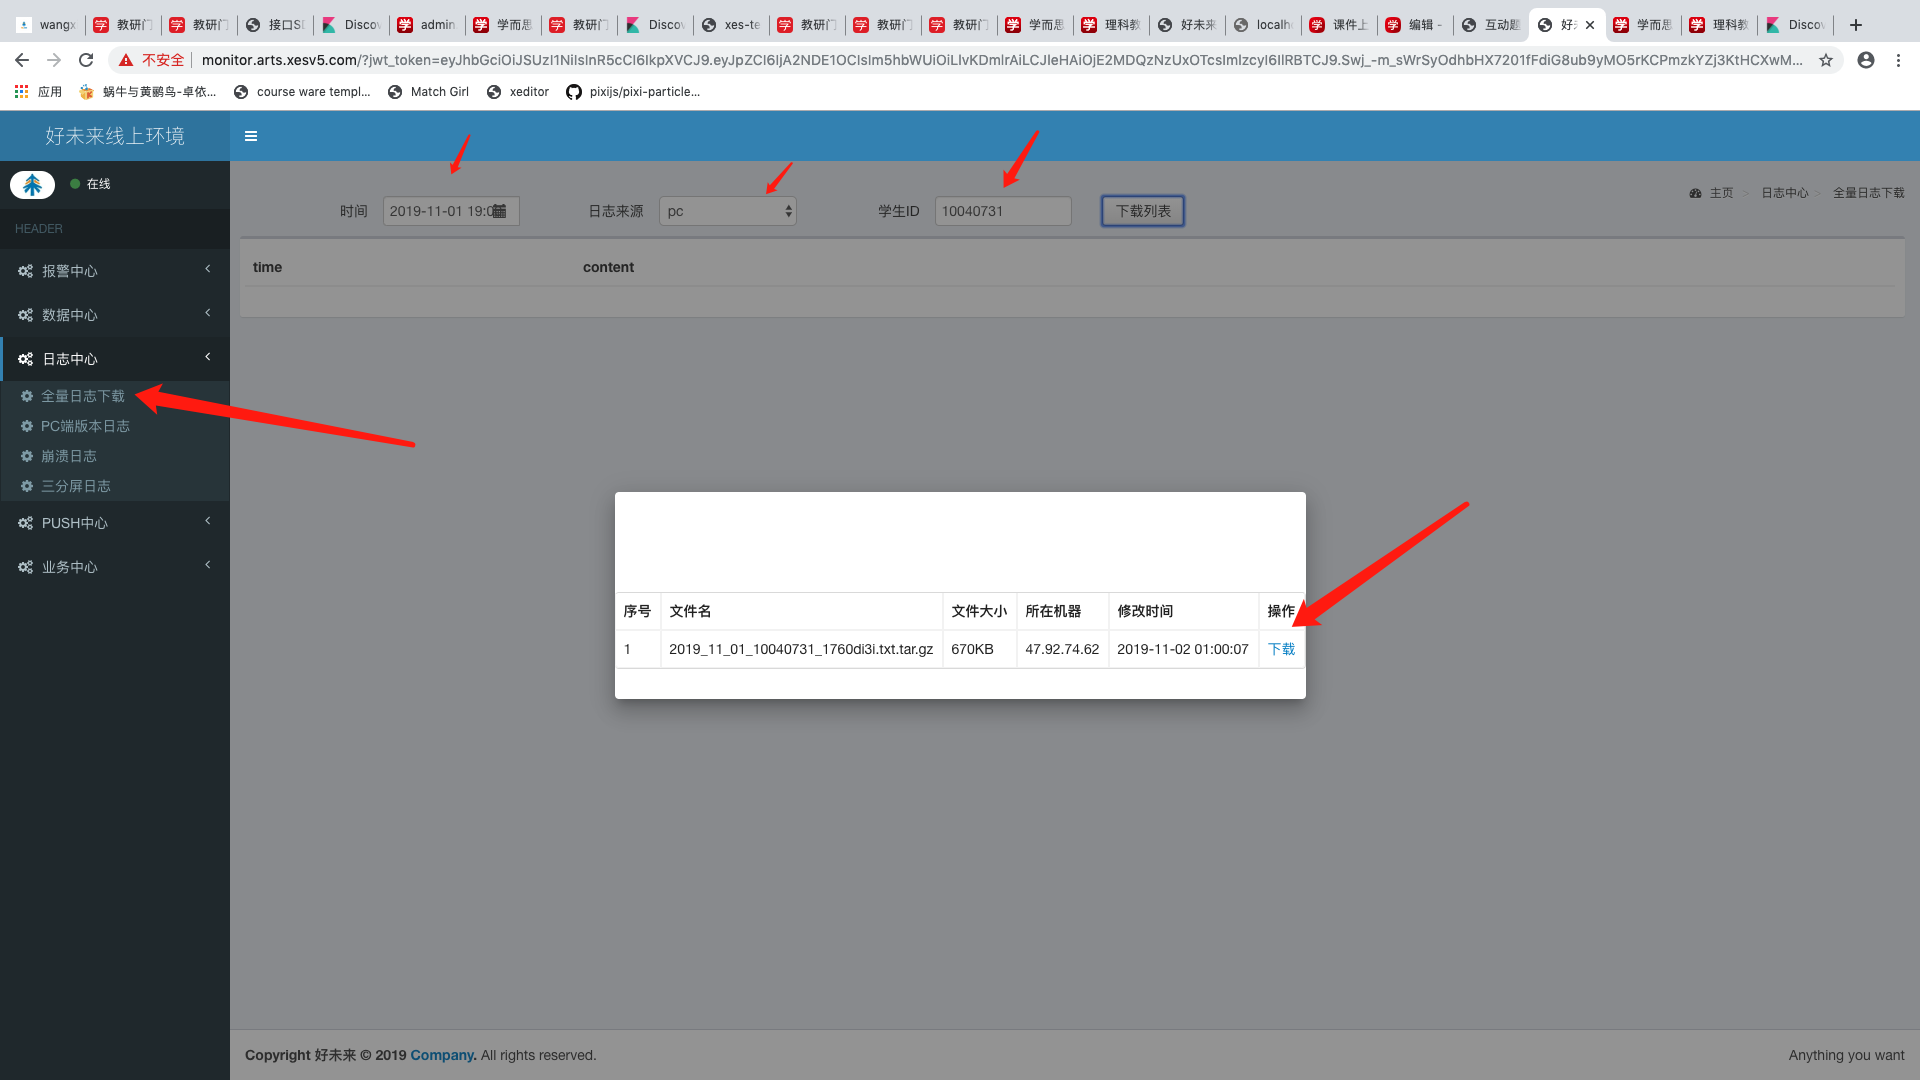 wangx 教研门 教研门 接口S Discov admin. 学而思 教研门 Discov xes-te 教研门 教研门 教研门 学而思 理科教 好未来 localh 课件上 编辑 - 互动题 好未 学而思 理科教 Discov
不安全 monitor.arts.xesv5.com/?jwt_token=
应用 蜗牛与黄鹂鸟-卓依... course ware templ... Match Girl xeditor pixijs/pixi-particle...
好未来线上环境
在线
主页 > 日志中心 > 全量日志下载
时间 2019-11-01 19:0 日志来源 pc 学生ID 10040731 下载列表
HEADER
time content
报警中心
数据中心
日志中心
全量日志下载
PC端版本日志
崩溃日志
三分屏日志
PUSH中心
业务中心
序号 文件名 文件大小 所在机器 修改时间 操作
1 2019_11_01_10040731_1760di3i.txt.tar.gz 670KB 47.92.74.62 2019-11-02 01:00:07 下载
Copyright 好未来 © 2019 Company. All rights reserved. Anything you want